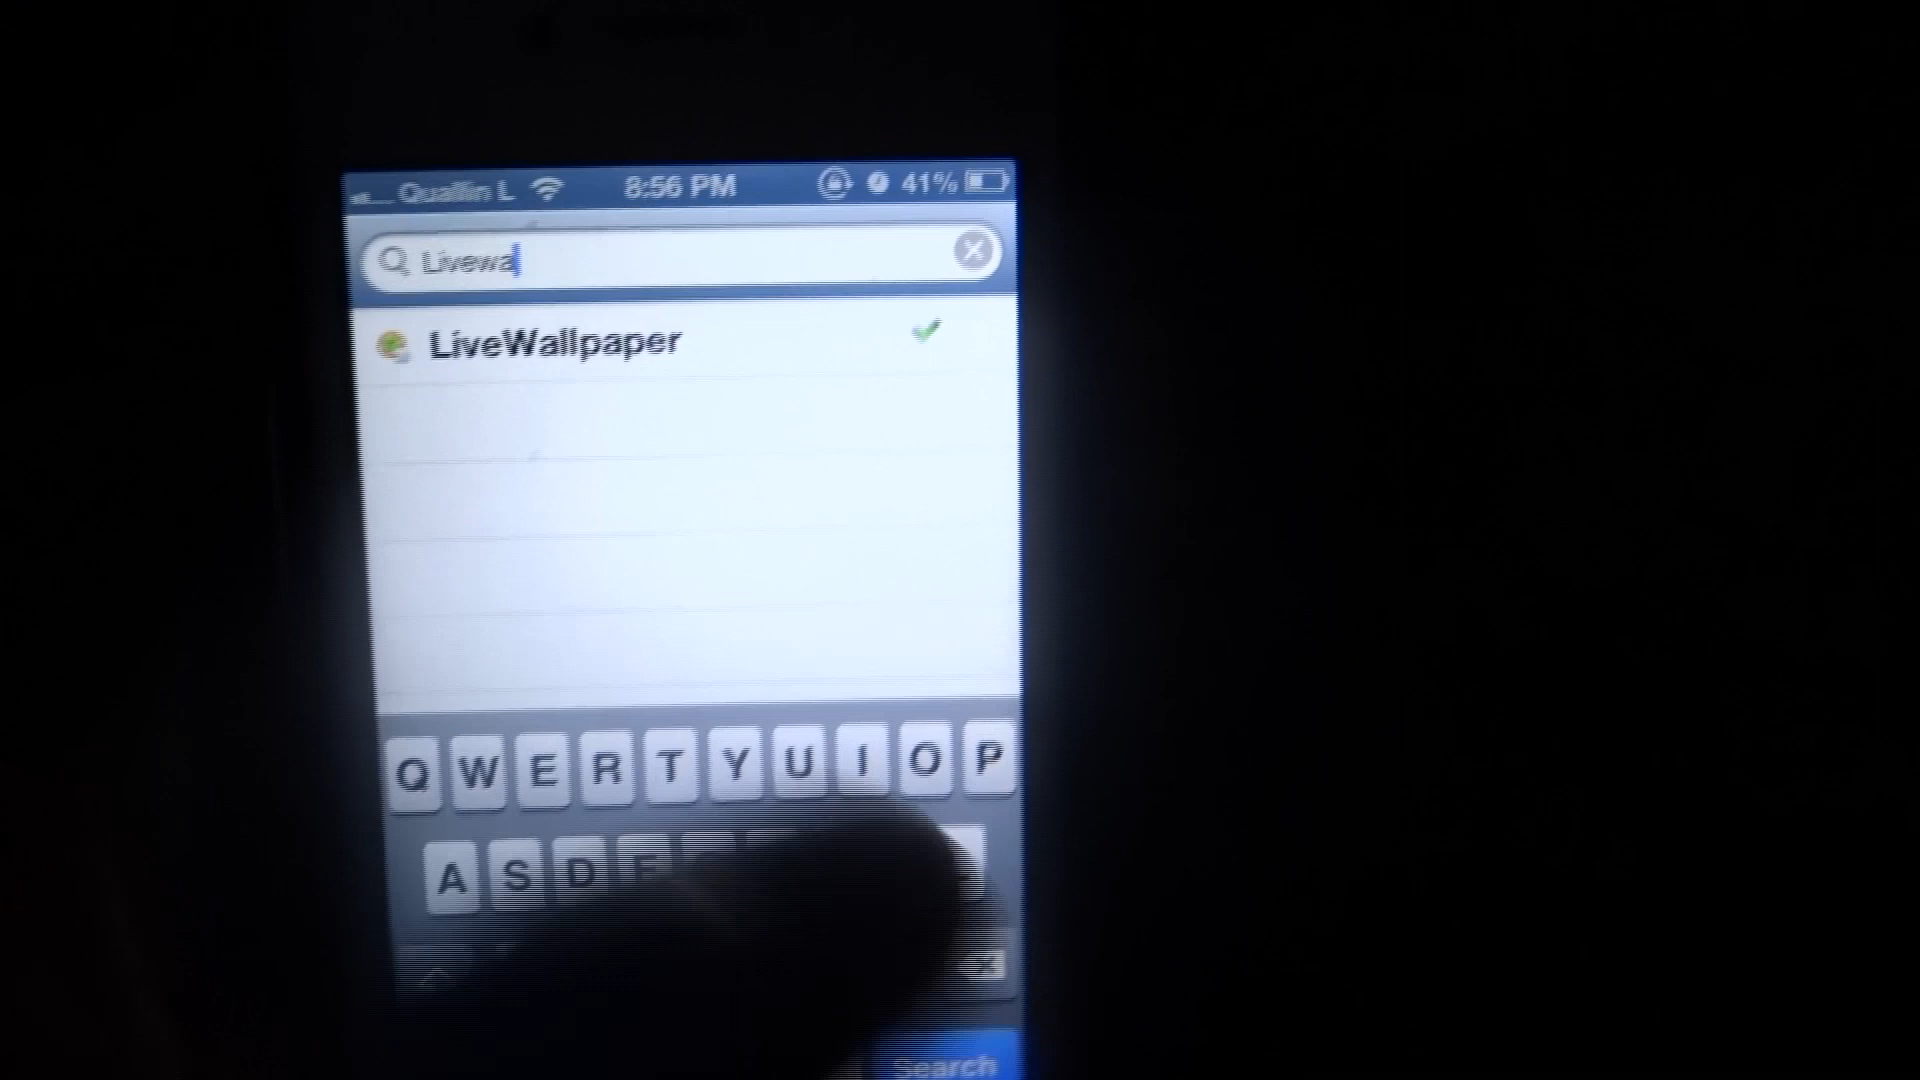 Quallin L 8:56 PM 41%
Livewa
LiveWallpaper
Q W E R T Y U I O P
A S D F
Search